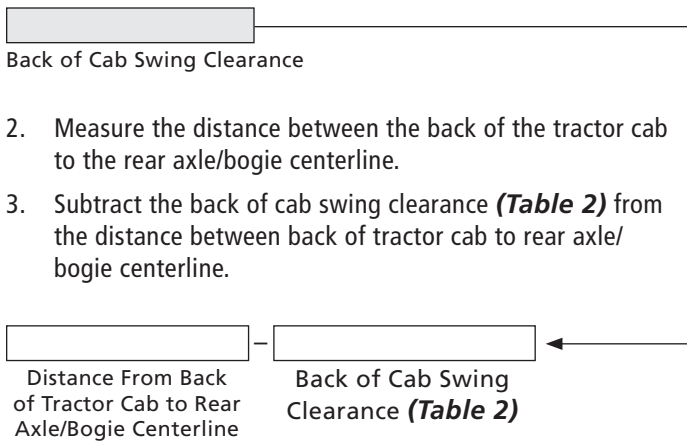 Back of Cab Swing Clearance
2. Measure the distance between the back of the tractor cab
to the rear axle/bogie centerline.
3. Subtract the back of cab swing clearance (Table 2) from
the distance between back of tractor cab to rear axle/
bogie centerline.
–
Distance From Back
of Tractor Cab to Rear
Axle/Bogie Centerline
Back of Cab Swing
Clearance (Table 2)